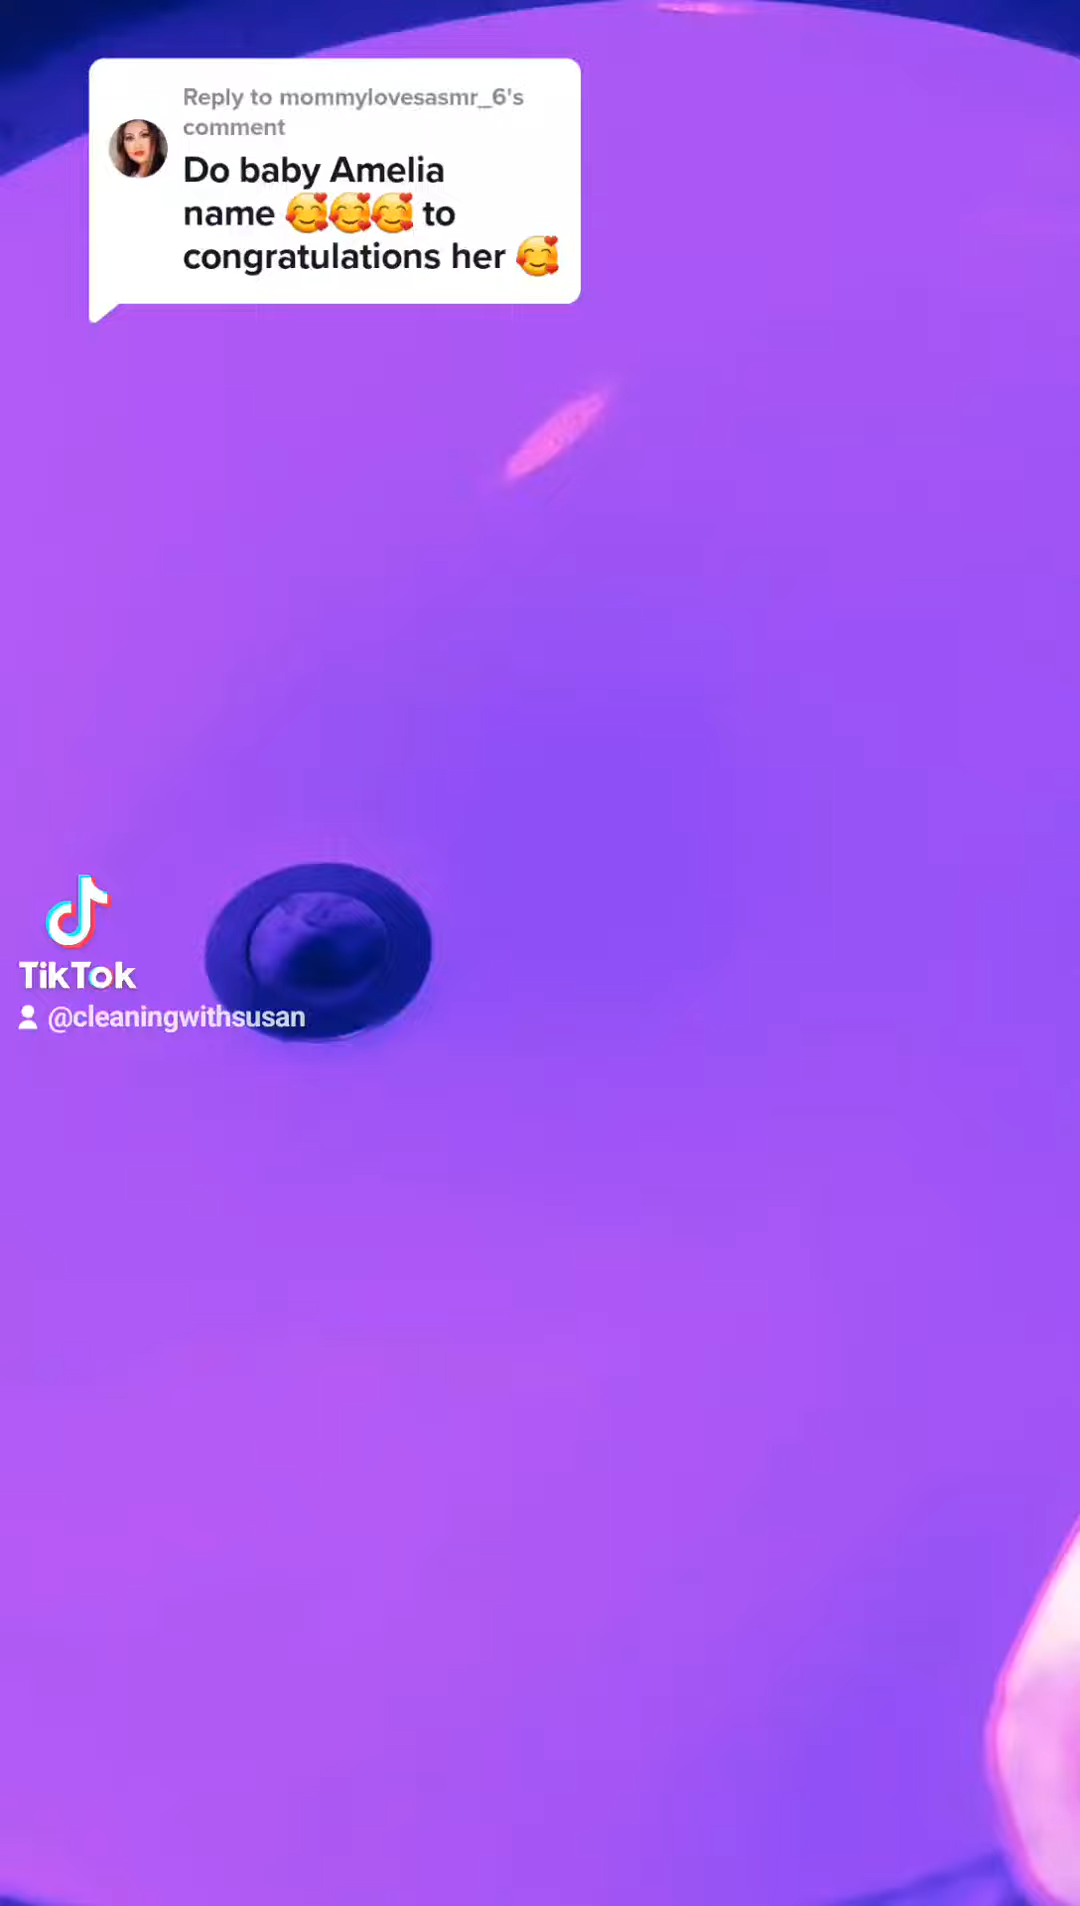 Reply to mommylovesasmr_6's
comment
Do baby Amelia
name 🥰🥰🥰 to
congratulations her 🥰
TikTok
@cleaningwithsusan